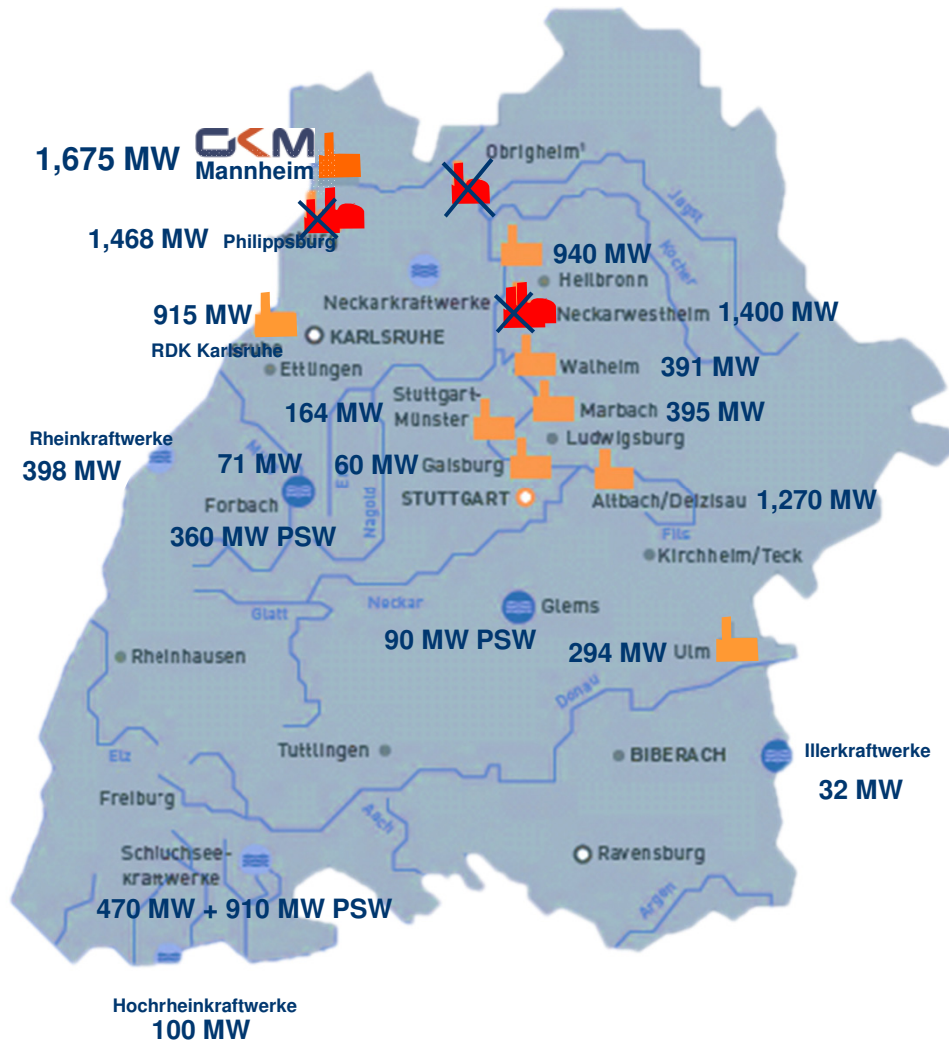 GKM
1,675 MW
Mannheim
Obrigheim¹
Jagst
1,468 MW
Philippsburg
Kocher
940 MW
Heilbronn
Neckarkraftwerke
915 MW
Neckarwestheim
1,400 MW
KARLSRUHE
RDK Karlsruhe
Ettlingen
Walheim
391 MW
Stuttgart-
Münster
164 MW
Marbach
395 MW
Ludwigsburg
Rheinkraftwerke
398 MW
71 MW
60 MW
Gaisburg
Forbach
Nagold
STUTTGART
Altbach/Deizisau
1,270 MW
360 MW PSW
Fils
Kirchheim/Teck
Glatt
Neckar
Glems
90 MW PSW
294 MW
Ulm
Rheinhausen
Donau
Elz
Tuttlingen
BIBERACH
Illerkraftwerke
32 MW
Freiburg
Aach
Schluchsee-
kraftwerke
Ravensburg
470 MW + 910 MW PSW
Argen
Hochrheinkraftwerke
100 MW